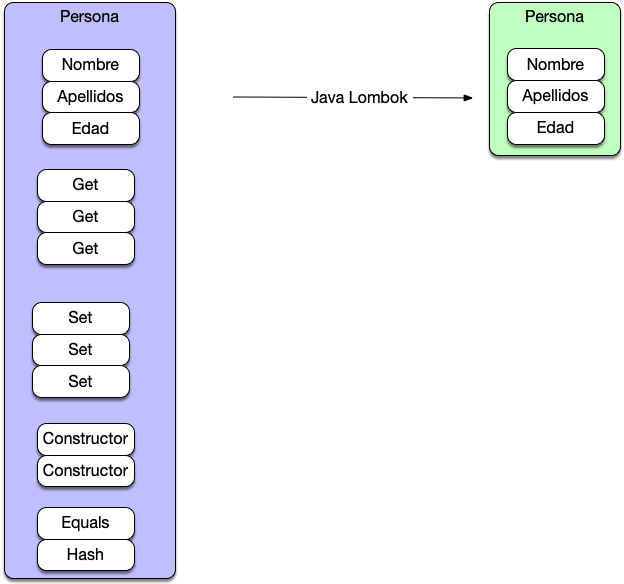 Persona
Nombre
Apellidos
Edad
Get
Get
Get
Set
Set
Set
Constructor
Constructor
Equals
Hash
Java Lombok
Persona
Nombre
Apellidos
Edad